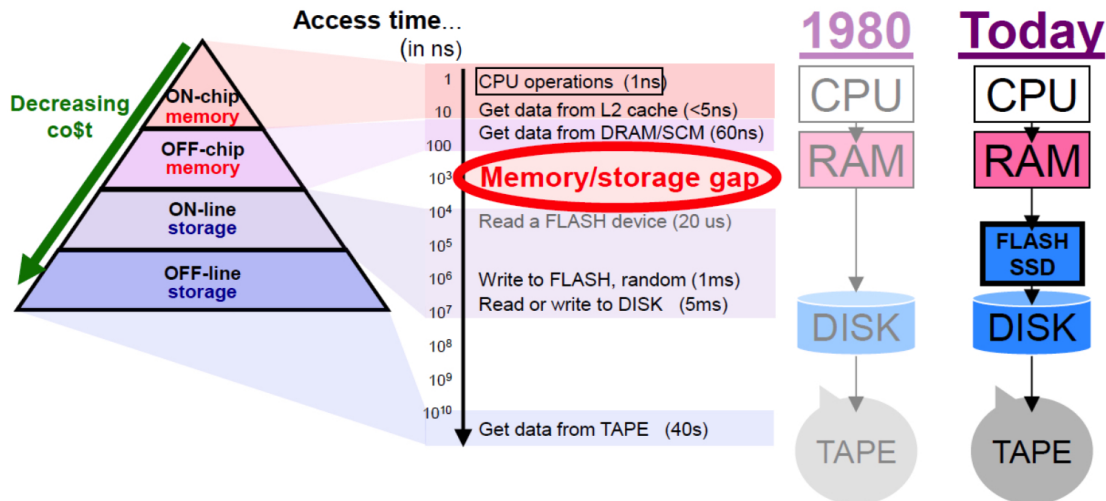 Access time...
(in ns)
1980
Today
Decreasing
co$t
ON-chip
memory
OFF-chip
memory
ON-line
storage
OFF-line
storage
1
10
100
10³
10⁴
10⁵
10⁶
10⁷
10⁸
10⁹
10¹⁰
CPU operations (1ns)
Get data from L2 cache (<5ns)
Get data from DRAM/SCM (60ns)
Memory/storage gap
Read a FLASH device (20 us)
Write to FLASH, random (1ms)
Read or write to DISK (5ms)
Get data from TAPE (40s)
CPU
RAM
DISK
TAPE
CPU
RAM
FLASH
SSD
DISK
TAPE